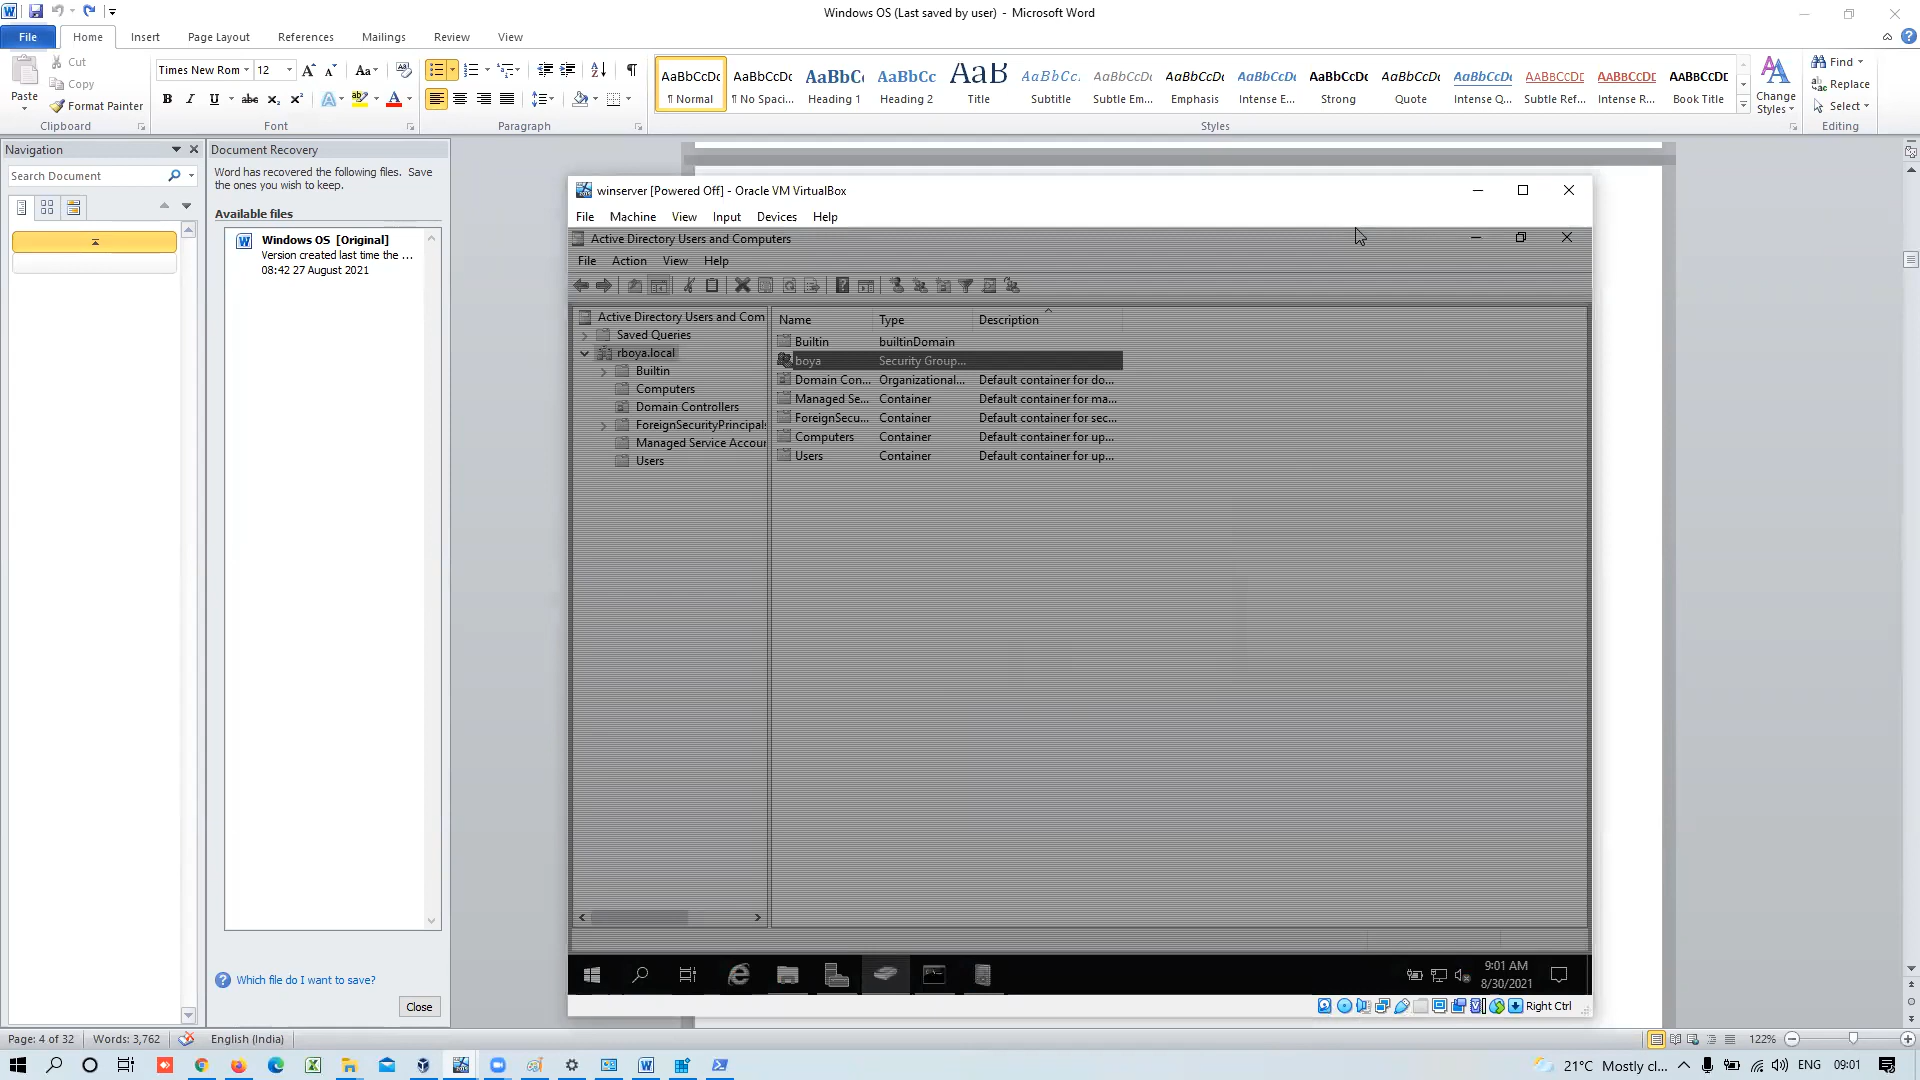 Windows OS (Last saved by user) - Microsoft Word
File Home Insert Page Layout References Mailings Review View
Paste
Cut
Copy
Format Painter
Clipboard
Times New Rom 12
Font
Paragraph
AaBbCcDc AaBbCcDc AaBbC AaBbCc AaB AaBbCc. AaBbCcDc AaBbCcDc AaBbCcDc AaBbCcDc AaBbCcDc AaBbCcDc AABBCCDE AABBCCDE AABBCCDE
¶ Normal ¶ No Spaci... Heading 1 Heading 2 Title Subtitle Subtle Em... Emphasis Intense E... Strong Quote Intense Q... Subtle Ref... Intense R... Book Title
Styles
Change Styles
Find
Replace
Select
Editing
Navigation
Search Document
Document Recovery
Word has recovered the following files. Save
the ones you wish to keep.
Available files
Windows OS [Original]
Version created last time the ...
08:42 27 August 2021
Which file do I want to save?
Close
winserver [Powered Off] - Oracle VM VirtualBox
File Machine View Input Devices Help
Active Directory Users and Computers
File Action View Help
Active Directory Users and Com
Saved Queries
rboya.local
Builtin
Computers
Domain Controllers
ForeignSecurityPrincipals
Managed Service Accour
Users
Name Type Description
Builtin builtinDomain
boya Security Group...
Domain Con... Organizational... Default container for do...
Managed Se... Container Default container for ma...
ForeignSecu... Container Default container for sec...
Computers Container Default container for up...
Users Container Default container for up...
9:01 AM
8/30/2021
Right Ctrl
Page: 4 of 32 Words: 3,762 English (India) 122%
21°C Mostly cl... ENG 09:01